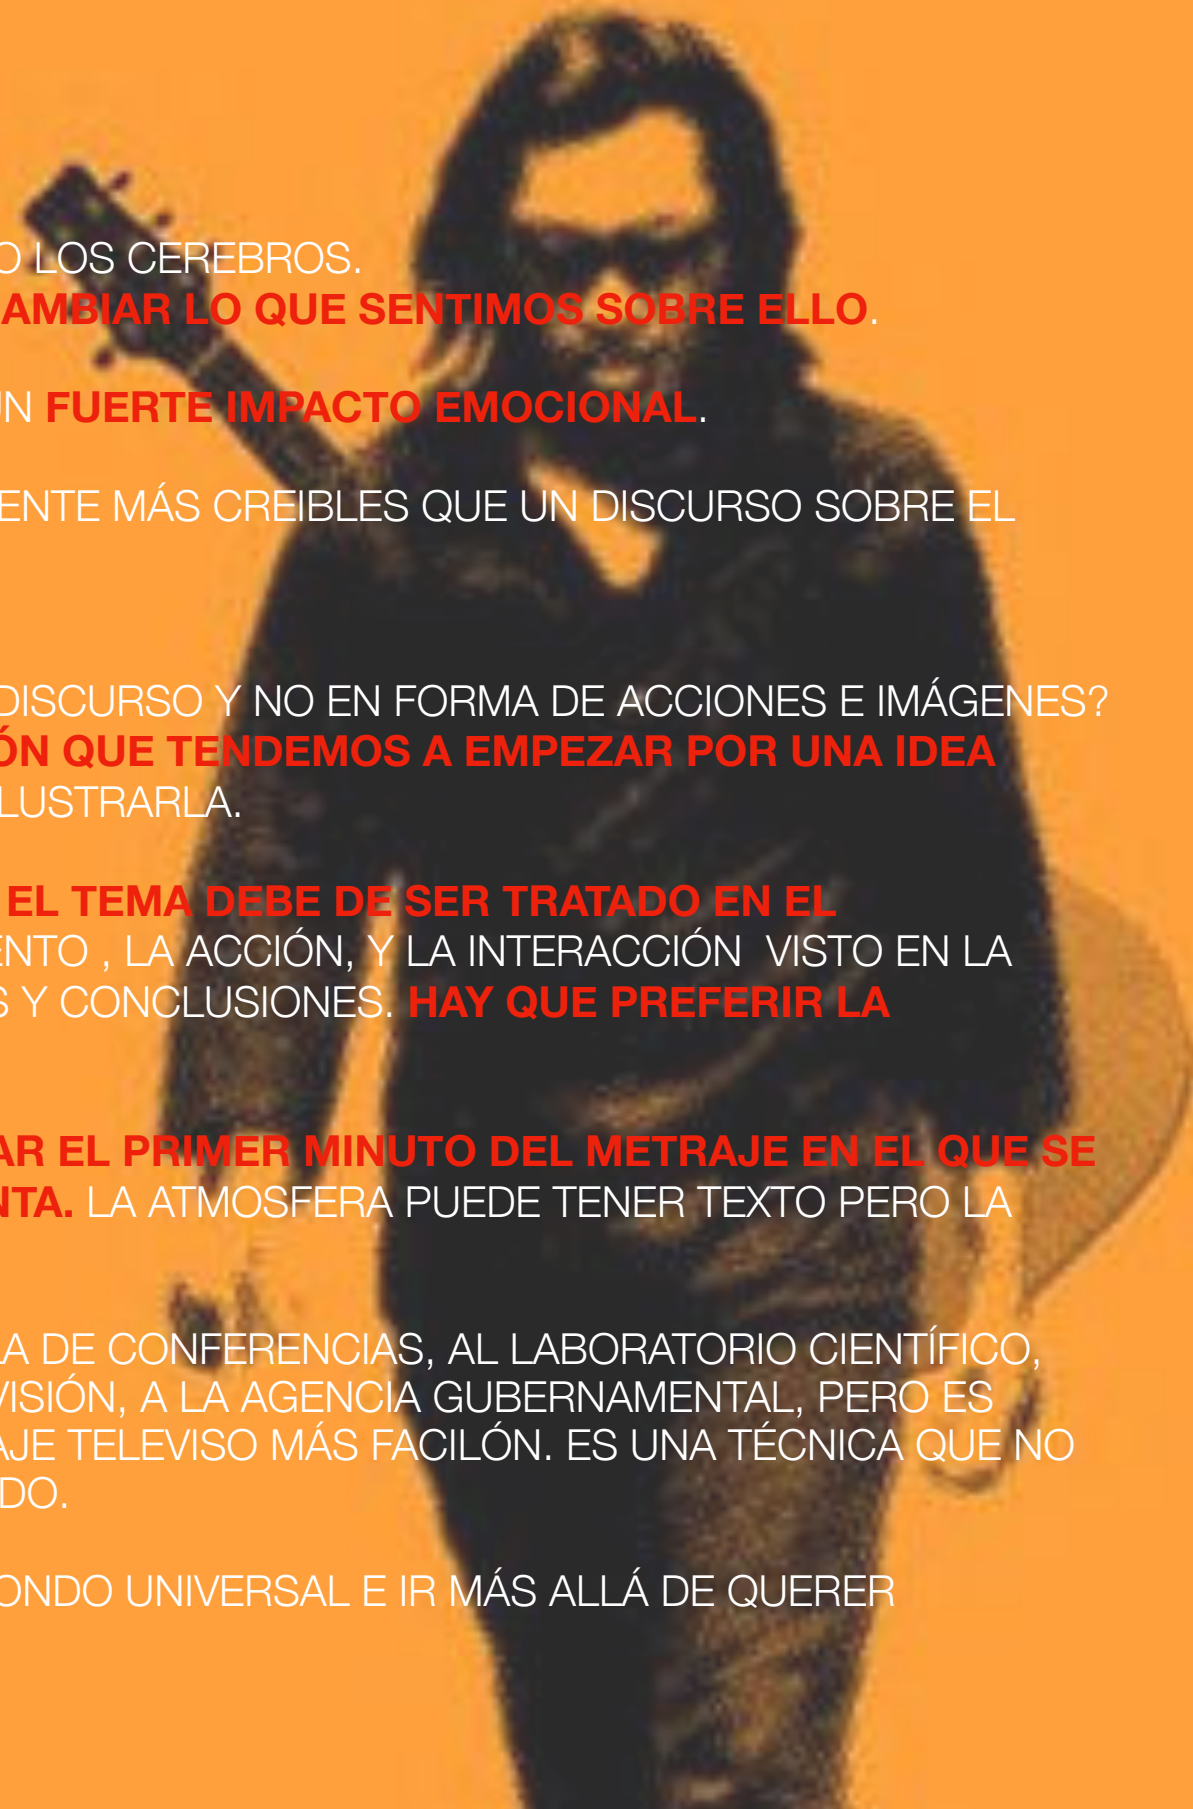 O LOS CEREBROS.
AMBIAR LO QUE SENTIMOS SOBRE ELLO.
UN FUERTE IMPACTO EMOCIONAL.
ENTE MÁS CREIBLES QUE UN DISCURSO SOBRE EL
DISCURSO Y NO EN FORMA DE ACCIONES E IMÁGENES?
ÓN QUE TENDEMOS A EMPEZAR POR UNA IDEA
LUSTRARLA.
EL TEMA DEBE DE SER TRATADO EN EL
ENTO , LA ACCIÓN, Y LA INTERACCIÓN  VISTO EN LA
S Y CONCLUSIONES. HAY QUE PREFERIR LA
AR EL PRIMER MINUTO DEL METRAJE EN EL QUE SE
NTA. LA ATMOSFERA PUEDE TENER TEXTO PERO LA
LA DE CONFERENCIAS, AL LABORATORIO CIENTÍFICO,
VISIÓN, A LA AGENCIA GUBERNAMENTAL, PERO ES
AJE TELEVISO MÁS FACILÓN. ES UNA TÉCNICA QUE NO
DO.
ONDO UNIVERSAL E IR MÁS ALLÁ DE QUERER